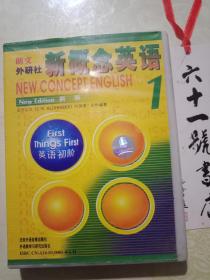 朗文
外研社
新概念英语
NEW CONCEPT ENGLISH
New Edition 新版
1
First
Things First
英语初阶
六十一號書店